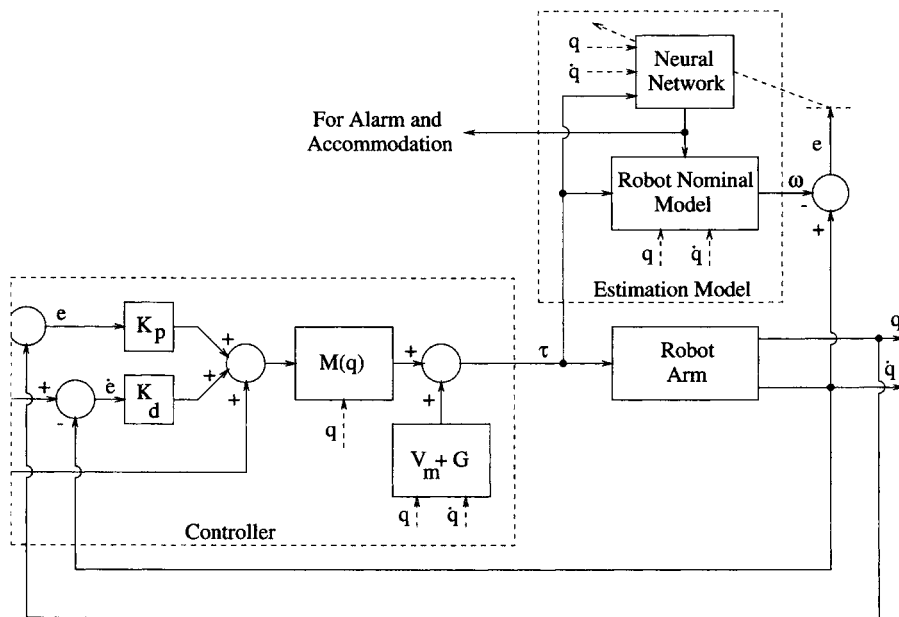 q
q̇
Neural
Network
For Alarm and
Accommodation
e
Robot Nominal
Model
ω
-
+
q
q̇
Estimation Model
e
K_p
+
+
ė
K_d
+
+
-
M(q)
+
+
q
τ
Robot
Arm
q
q̇
V_m + G
q
q̇
Controller